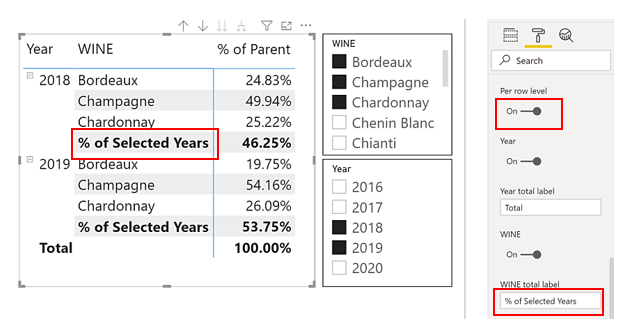 Year WINE % of Parent
2018 Bordeaux 24.83%
Champagne 49.94%
Chardonnay 25.22%
% of Selected Years 46.25%
2019 Bordeaux 19.75%
Champagne 54.16%
Chardonnay 26.09%
% of Selected Years 53.75%
Total 100.00%
WINE
Bordeaux
Champagne
Chardonnay
Chenin Blanc
Chianti
Year
2016
2017
2018
2019
2020
Search
Per row level
On
Year
On
Year total label
Total
WINE
On
WINE total label
% of Selected Years